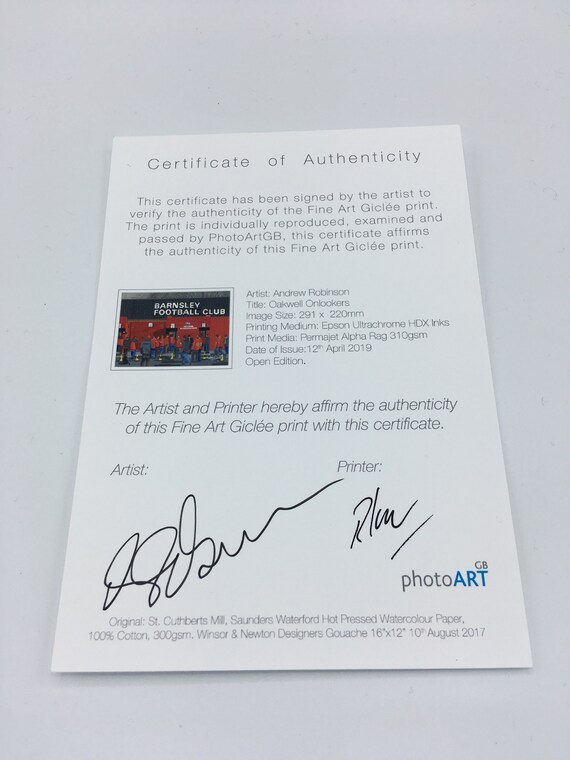 Certificate of Authenticity
This certificate has been signed by the artist to
verify the authenticity of the Fine Art Giclée print.
The print is individually reproduced, examined and
passed by PhotoArtGB, this certificate affirms
the authenticity of this Fine Art Giclée print.
BARNSLEY
FOOTBALL CLUB
Artist: Andrew Robinson
Title: Oakwell Onlookers
Image Size: 291 x 220mm
Printing Medium: Epson Ultrachrome HDX Inks
Print Media: Permajet Alpha Rag 310gsm
Date of Issue:12th April 2019
Open Edition.
The Artist and Printer hereby affirm the authenticity
of this Fine Art Giclée print with this certificate.
Artist:
Printer:
photoART GB
Original: St. Cuthberts Mill, Saunders Waterford Hot Pressed Watercolour Paper,
100% Cotton. 300gsm. Winsor & Newton Designers Gouache 16"x12" 10th August 2017